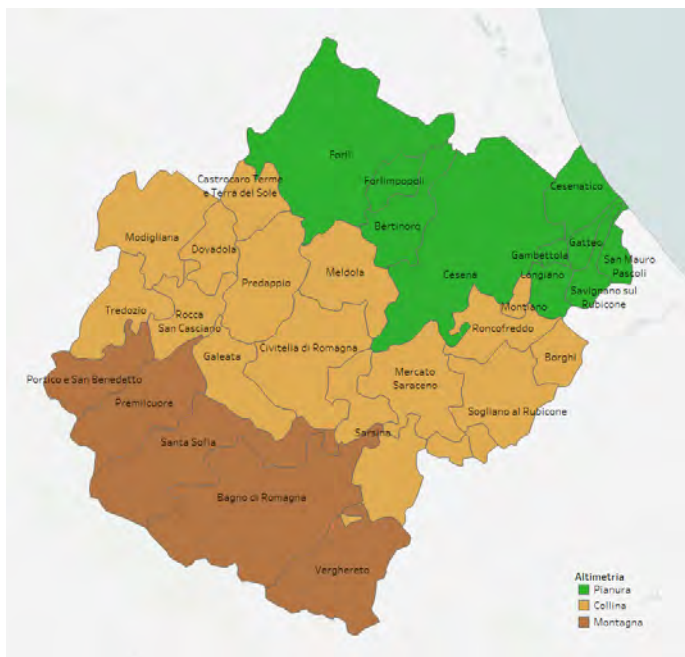 Forlì
Castrocaro Terme
e Terra del Sole
Forlimpopoli
Cesenatico
Bertinoro
Modigliana
Dovadola
Gatteo
Gambettola
San Mauro
Pascoli
Meldola
Cesena
Longiano
Predappio
Savignano sul
Rubicone
Montiano
Tredozio
Rocca
San Casciano
Roncofreddo
Civitella di Romagna
Galeata
Borghi
Mercato
Saraceno
Portico e San Benedetto
Premilcuore
Sogliano al Rubicone
Sarsina
Santa Sofia
Bagno di Romagna
Verghereto
Altimetria
Pianura
Collina
Montagna